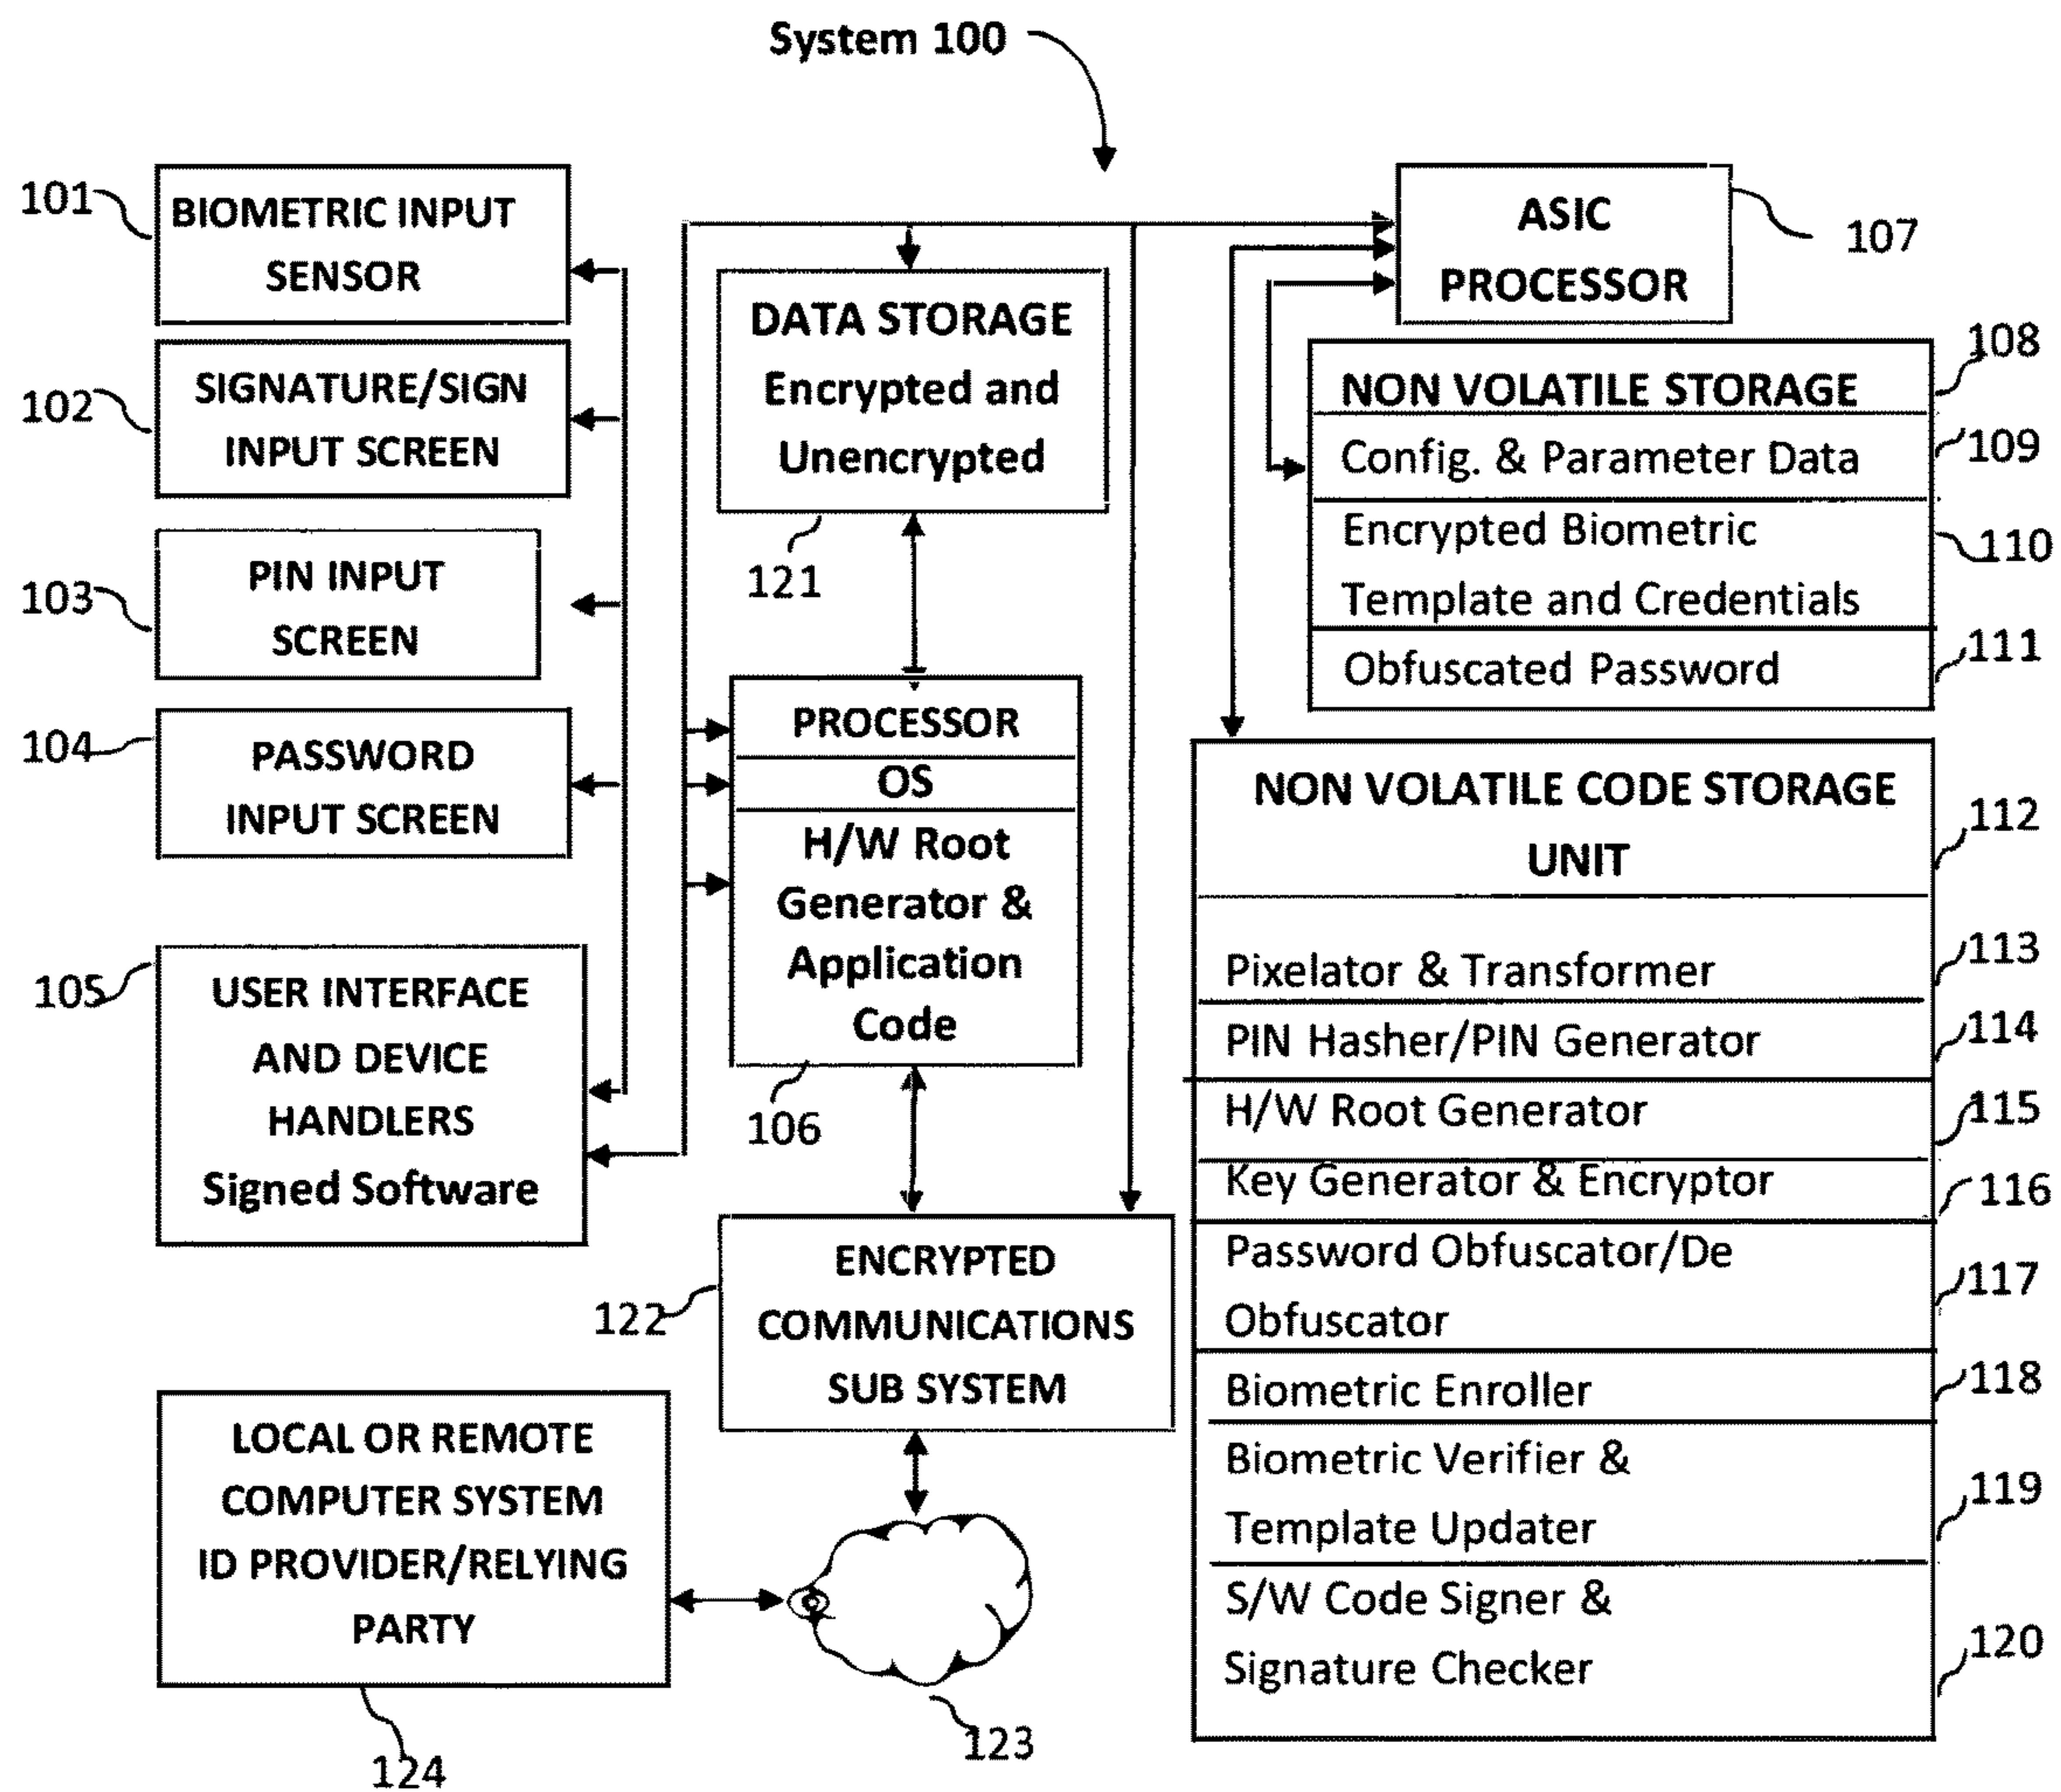 System 100
101
BIOMETRIC INPUT
SENSOR
102
SIGNATURE/SIGN
INPUT SCREEN
103
PIN INPUT
SCREEN
104
PASSWORD
INPUT SCREEN
105
USER INTERFACE
AND DEVICE
HANDLERS
Signed Software
DATA STORAGE
Encrypted and
Unencrypted
121
PROCESSOR
OS
H/W Root
Generator &
Application
Code
106
ENCRYPTED
COMMUNICATIONS
SUB SYSTEM
122
LOCAL OR REMOTE
COMPUTER SYSTEM
ID PROVIDER/RELYING
PARTY
124
123
ASIC
PROCESSOR
107
NON VOLATILE STORAGE
108
Config. & Parameter Data
109
Encrypted Biometric
Template and Credentials
110
Obfuscated Password
111
NON VOLATILE CODE STORAGE
UNIT
112
Pixelator & Transformer
113
PIN Hasher/PIN Generator
114
H/W Root Generator
115
Key Generator & Encryptor
116
Password Obfuscator/De
Obfuscator
117
Biometric Enroller
118
Biometric Verifier &
Template Updater
119
S/W Code Signer &
Signature Checker
120